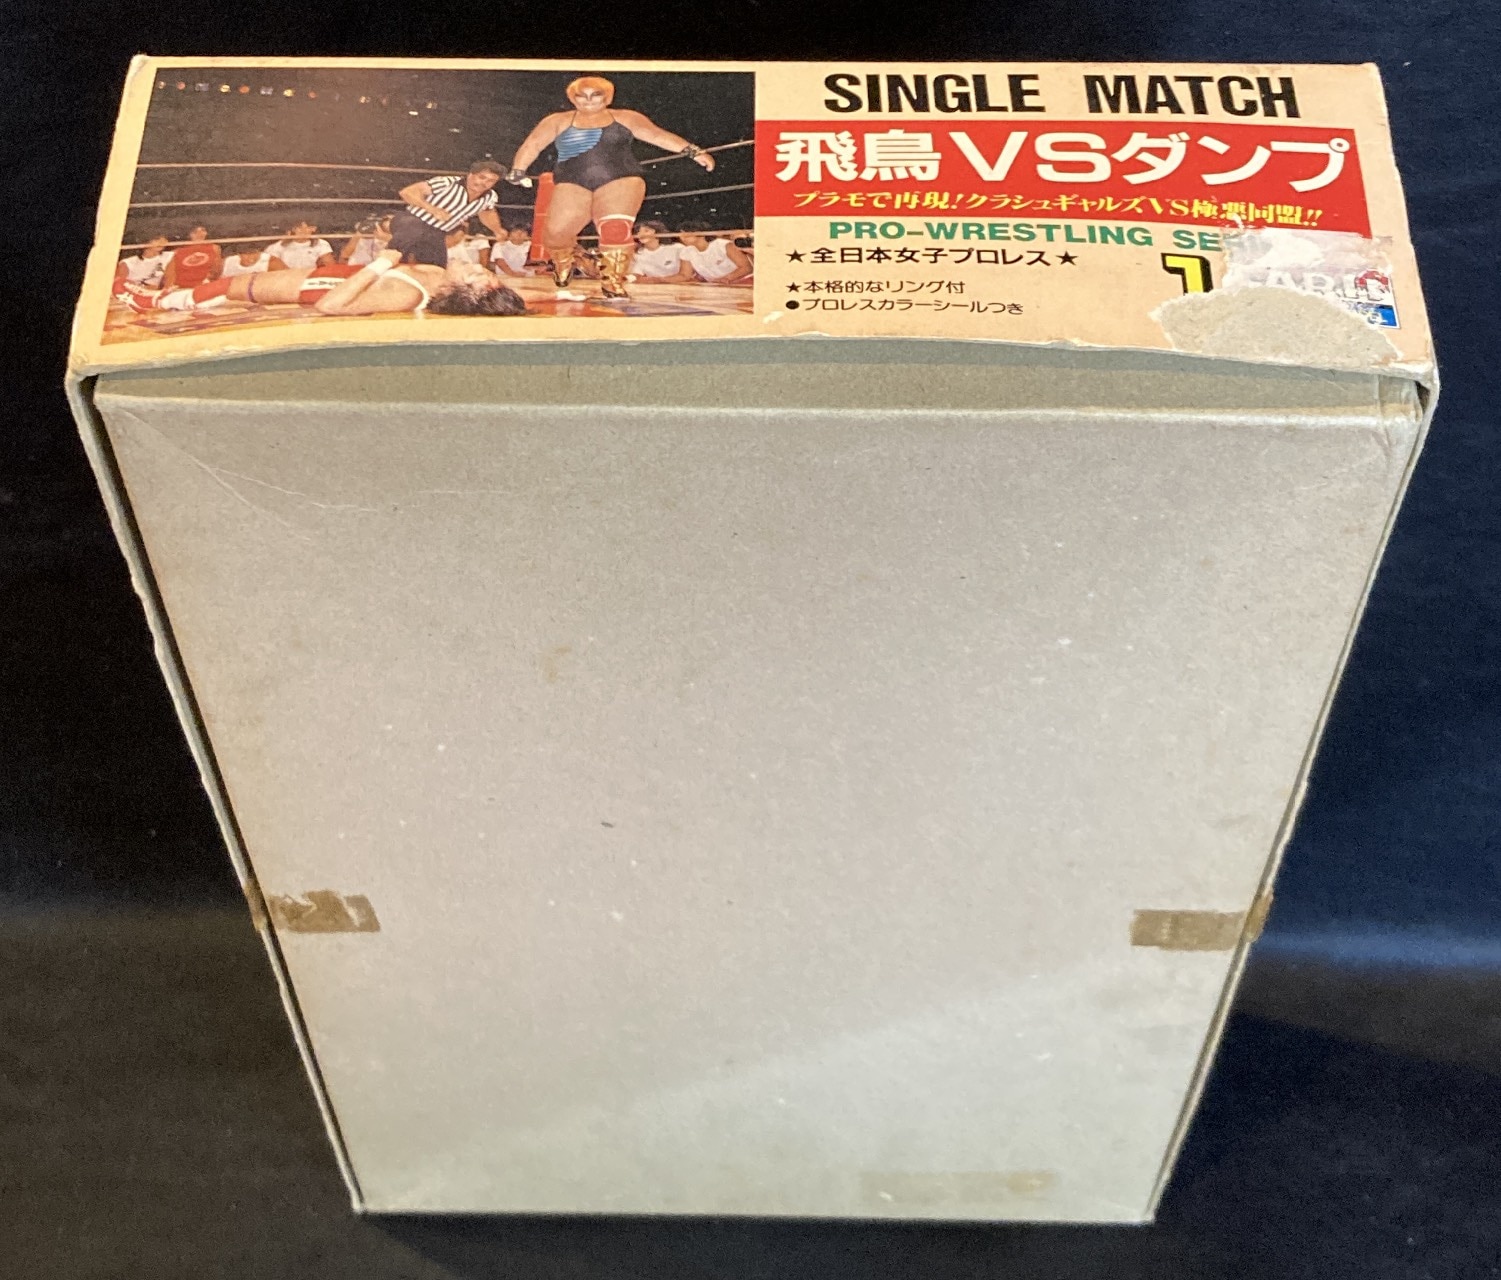 SINGLE MATCH
飛鳥VSダンプ
プラモで再現!クラッシュギャルズVS極悪同盟!!
PRO-WRESTLING
★全日本女子プロレス★
1
★本格的なリング付
●プロレスカラーシールつき